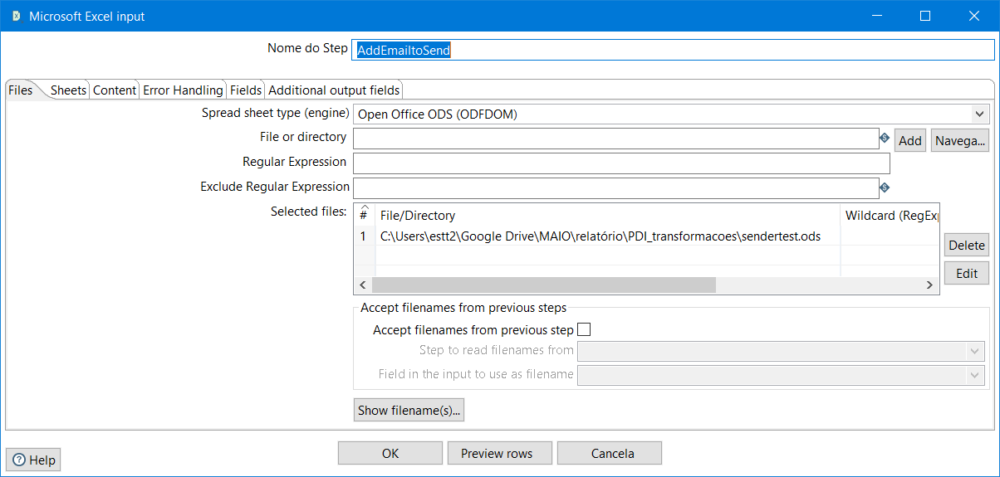 Microsoft Excel input
Nome do Step AddEmailtoSend
Files Sheets Content Error Handling Fields Additional output fields
Spread sheet type (engine) Open Office ODS (ODFDOM)
File or directory Add Navega...
Regular Expression
Exclude Regular Expression
Selected files: # File/Directory Wildcard (RegExp
1 C:\Users\estt2\Google Drive\MAIO\relatório\PDI_transformacoes\sendertest.ods
Delete
Edit
Accept filenames from previous steps
Accept filenames from previous step
Step to read filenames from
Field in the input to use as filename
Show filename(s)...
Help OK Preview rows Cancela